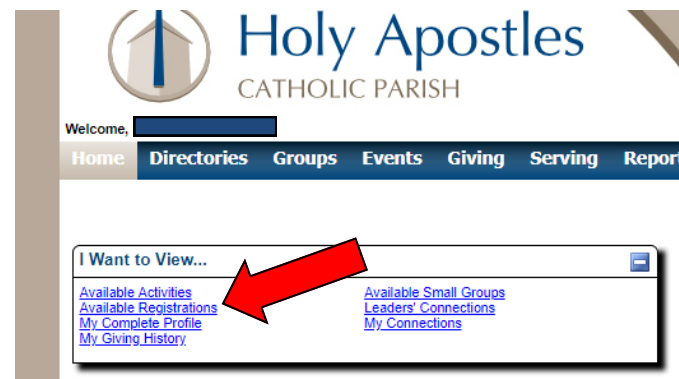 Holy Apostles
CATHOLIC PARISH
Welcome,
Home Directories Groups Events Giving Serving Repor
I Want to View...
Available Activities
Available Registrations
My Complete Profile
My Giving History
Available Small Groups
Leaders' Connections
My Connections